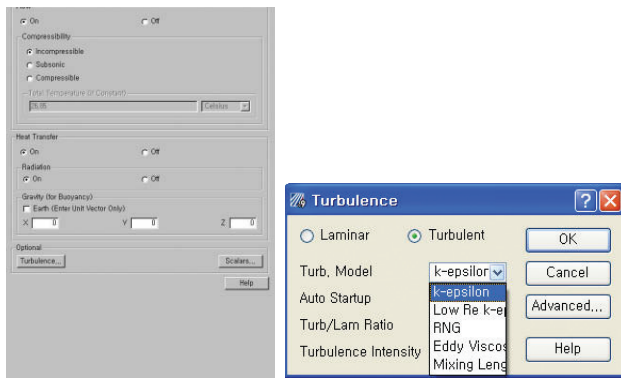 On Off
Compressibility
Incompressible
Subsonic
Compressible
Total Temperature (if Constant)
Celsius
Heat Transfer
On Off
Radiation
On Off
Gravity (for Buoyancy)
Earth (Enter Unit Vector Only)
X 0 Y 0 Z 0
Optional
Turbulence... Scalars...
Help
Turbulence
Laminar Turbulent OK
Turb. Model k-epsilon Cancel
k-epsilon
Auto Startup Low Re k-e Advanced...
Turb/Lam Ratio RNG
Eddy Viscos
Turbulence Intensity Mixing Leng Help